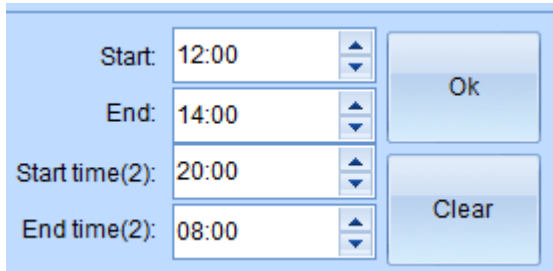 Start: 12:00
Ok
End: 14:00
Start time(2): 20:00
Clear
End time(2): 08:00